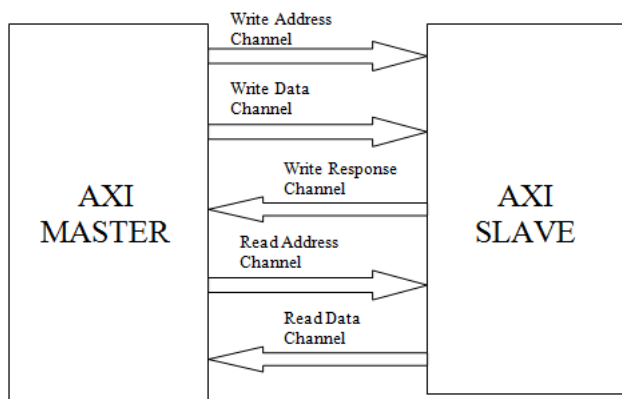 Write Address
Channel
Write Data
Channel
Write Response
Channel
AXI
MASTER
AXI
SLAVE
Read Address
Channel
Read Data
Channel